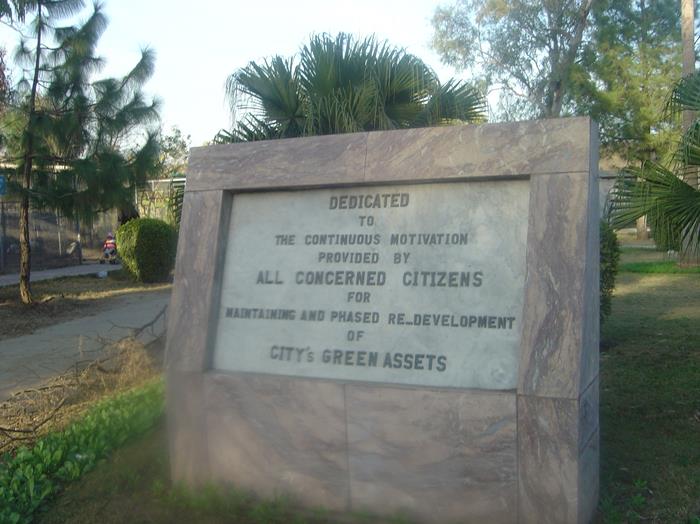 DEDICATED
TO
THE CONTINUOUS MOTIVATION
PROVIDED BY
ALL CONCERNED CITIZENS
FOR
MAINTAINING AND PHASED RE_DEVELOPMENT
OF
CITY's GREEN ASSETS